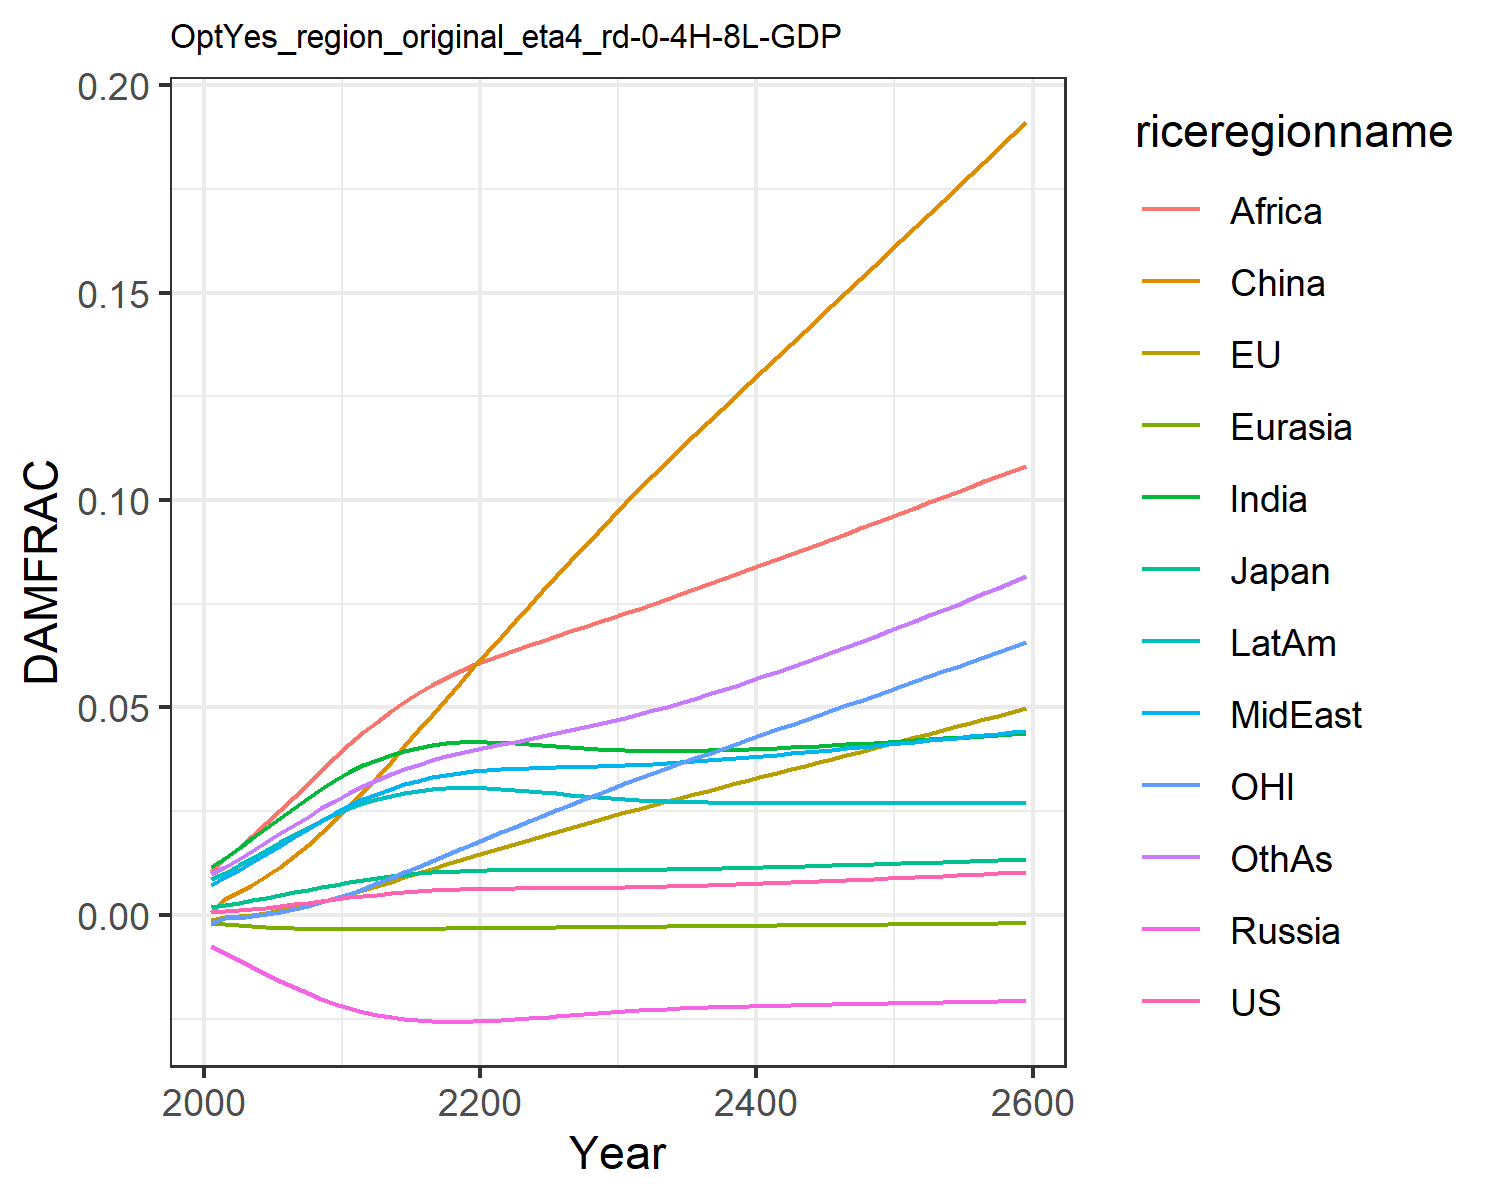 OptYes_region_original_eta4_rd-0-4H-8L-GDP
0.20
0.15
0.10
0.05
0.00
DAMFRAC
2000
2200
2400
2600
Year
riceregionname
Africa
China
EU
Eurasia
India
Japan
LatAm
MidEast
OHI
OthAs
Russia
US